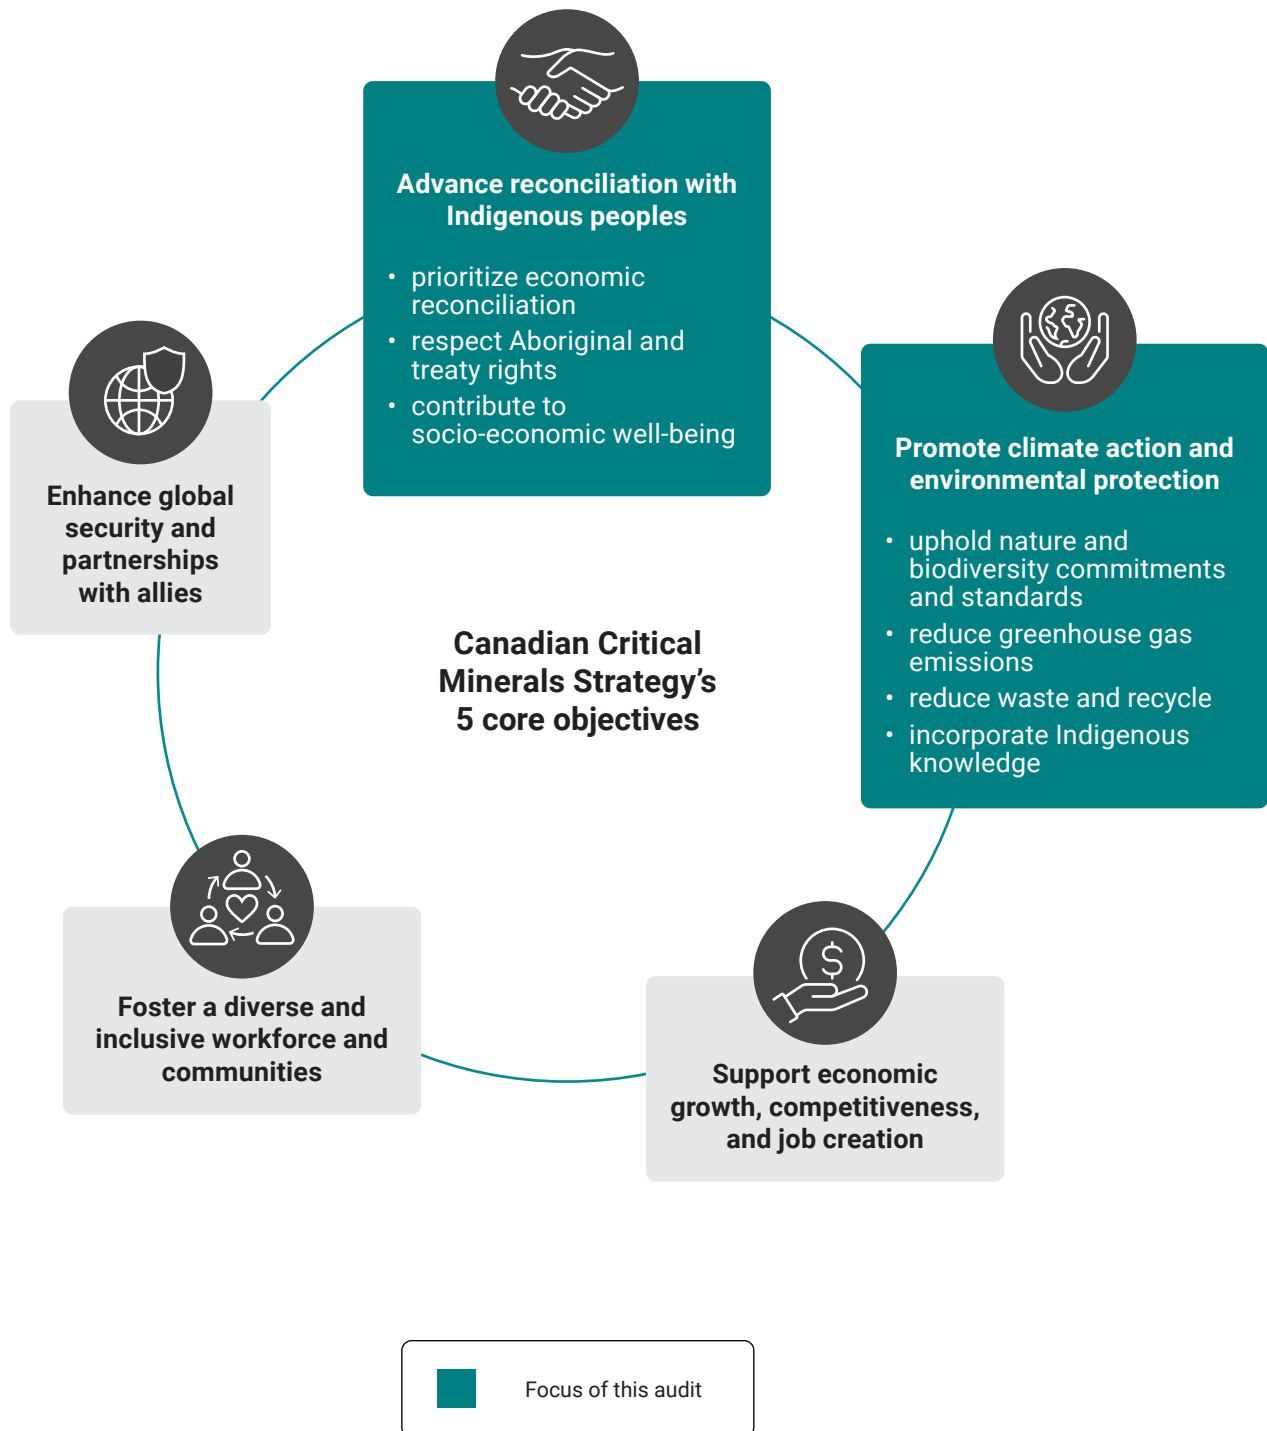 Advance reconciliation with
Indigenous peoples
• prioritize economic
reconciliation
• respect Aboriginal and
treaty rights
• contribute to
socio-economic well-being
Promote climate action and
environmental protection
• uphold nature and
biodiversity commitments
and standards
• reduce greenhouse gas
emissions
• reduce waste and recycle
• incorporate Indigenous
knowledge
Enhance global
security and
partnerships
with allies
Canadian Critical
Minerals Strategy’s
5 core objectives
Foster a diverse and
inclusive workforce and
communities
$
Support economic
growth, competitiveness,
and job creation
Focus of this audit